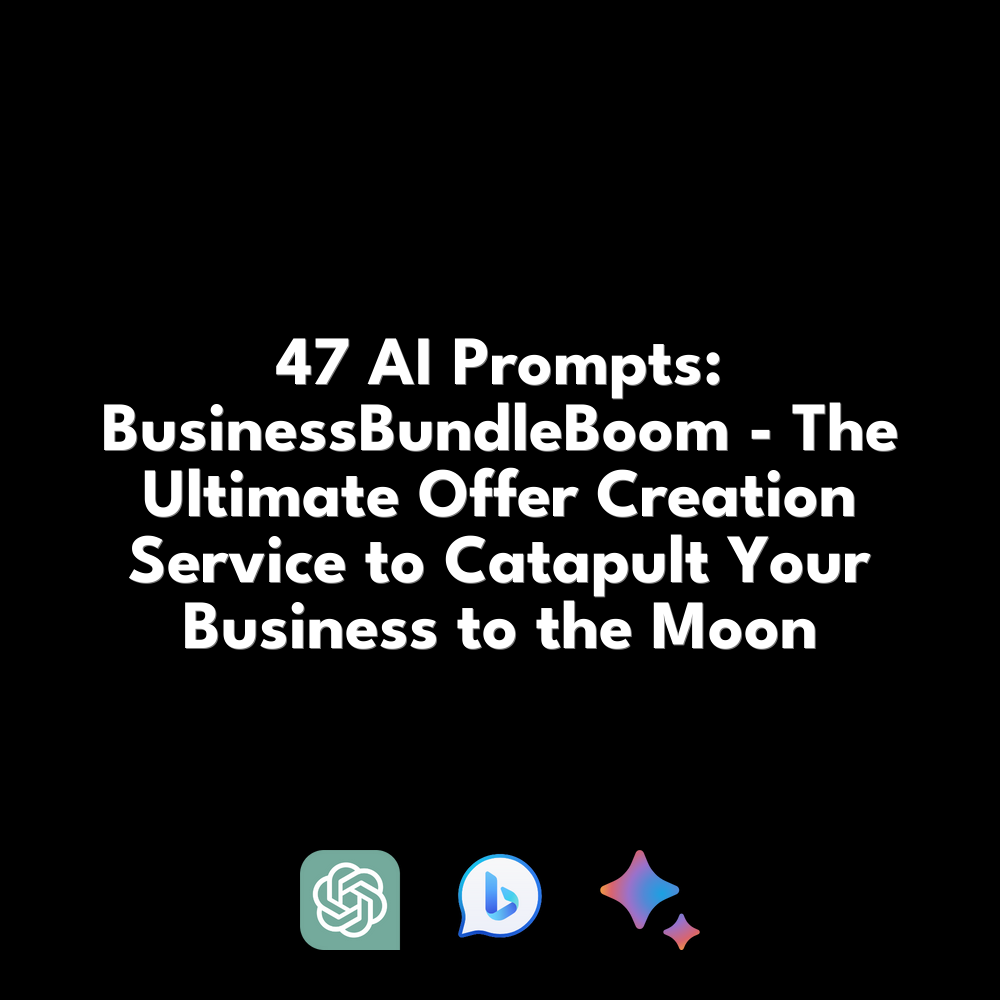 47 AI Prompts:
BusinessBundleBoom - The
Ultimate Offer Creation
Service to Catapult Your
Business to the Moon